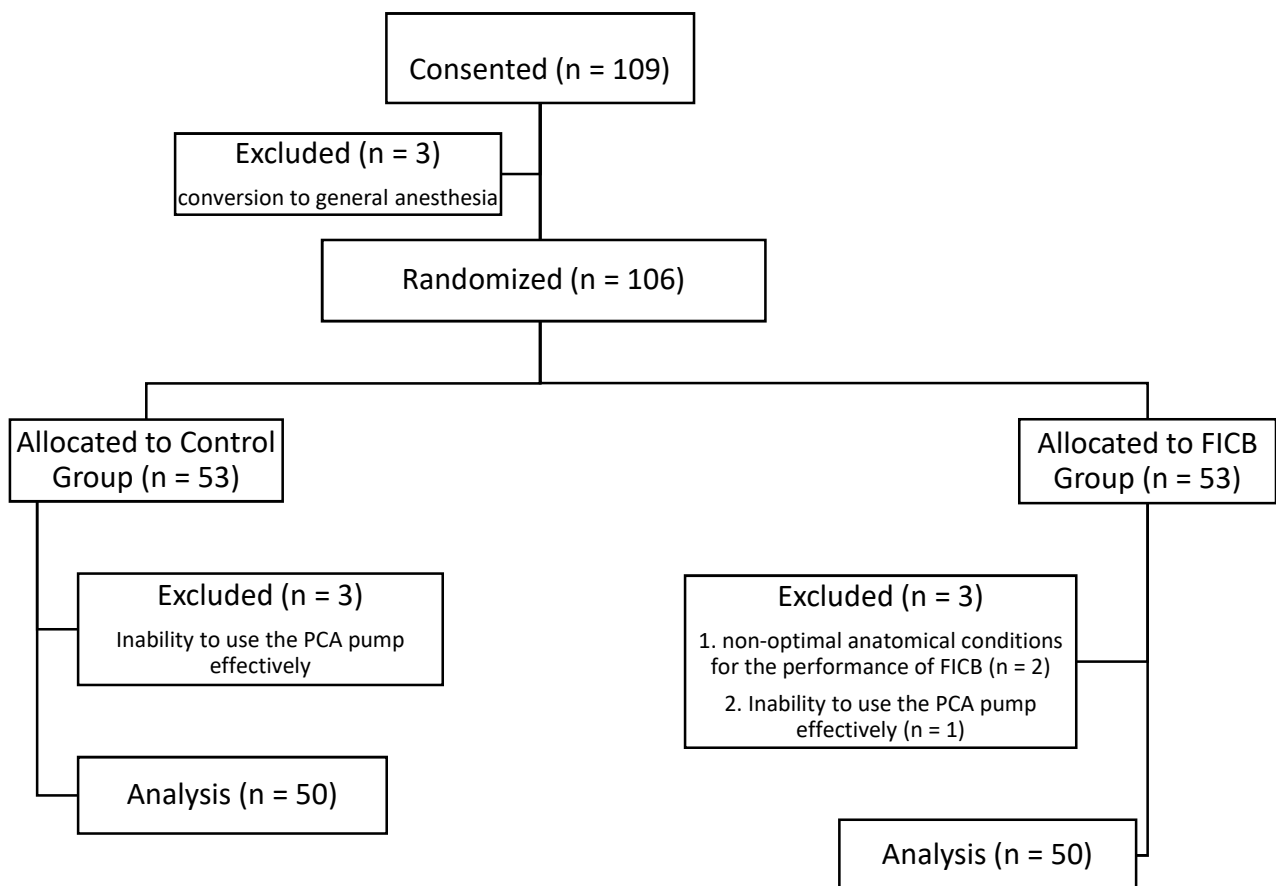 Consented (n = 109)
Excluded (n = 3)
conversion to general anesthesia
Randomized (n = 106)
Allocated to Control
Group (n = 53)
Allocated to FICB
Group (n = 53)
Excluded (n = 3)
Inability to use the PCA pump
effectively
Excluded (n = 3)
1. non-optimal anatomical conditions
for the performance of FICB (n = 2)
2. Inability to use the PCA pump
effectively (n = 1)
Analysis (n = 50)
Analysis (n = 50)